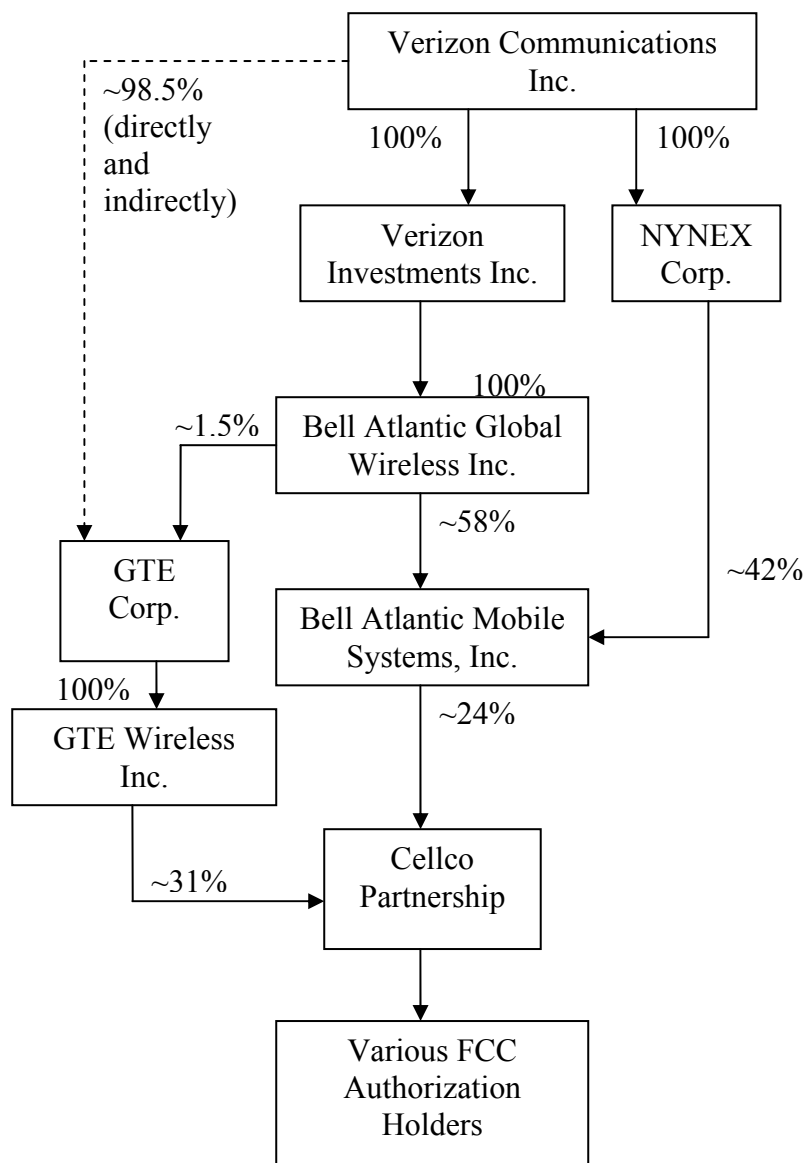 Verizon Communications
Inc.
~98.5%
(directly
and
indirectly)
100%
100%
Verizon
Investments Inc.
NYNEX
Corp.
100%
~1.5%
Bell Atlantic Global
Wireless Inc.
~58%
GTE
Corp.
~42%
Bell Atlantic Mobile
Systems, Inc.
100%
~24%
GTE Wireless
Inc.
Cellco
Partnership
~31%
Various FCC
Authorization
Holders